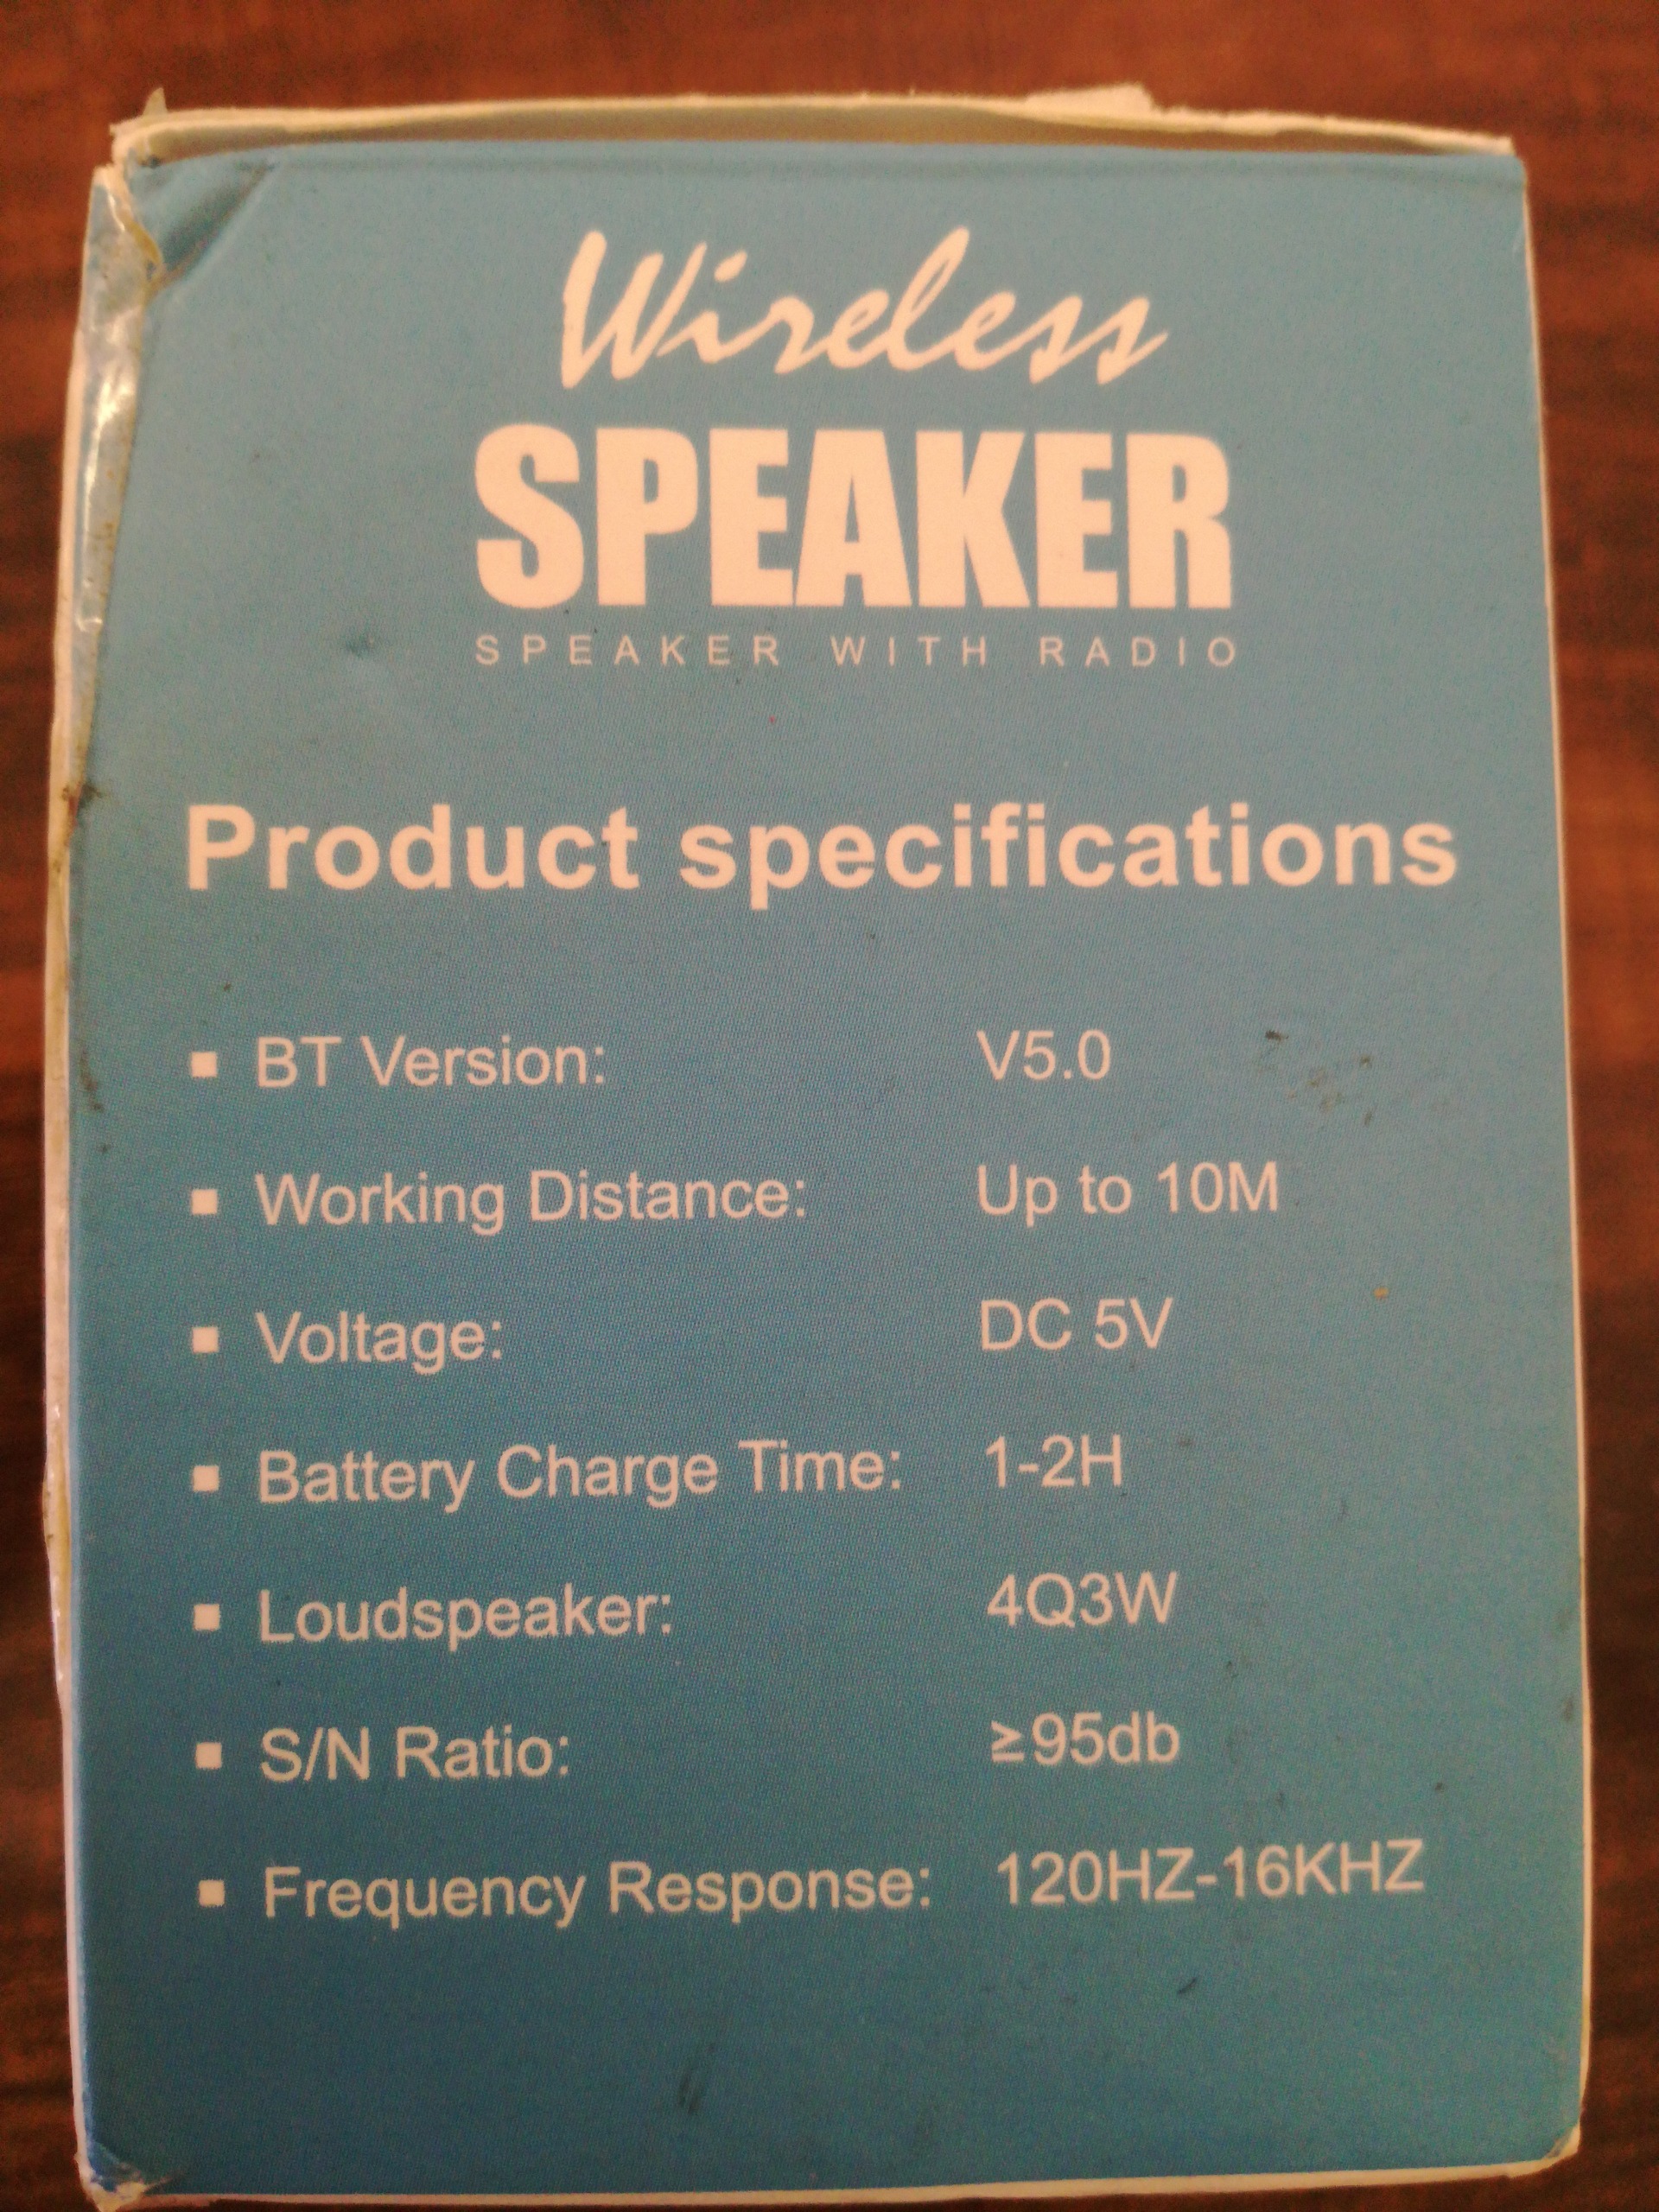 Wireless
SPEAKER
SPEAKER WITH RADIO
Product specifications
▪ BT Version: V5.0
▪ Working Distance: Up to 10M
▪ Voltage: DC 5V
▪ Battery Charge Time: 1-2H
▪ Loudspeaker: 4Q3W
▪ S/N Ratio: ≥95db
▪ Frequency Response: 120HZ-16KHZ